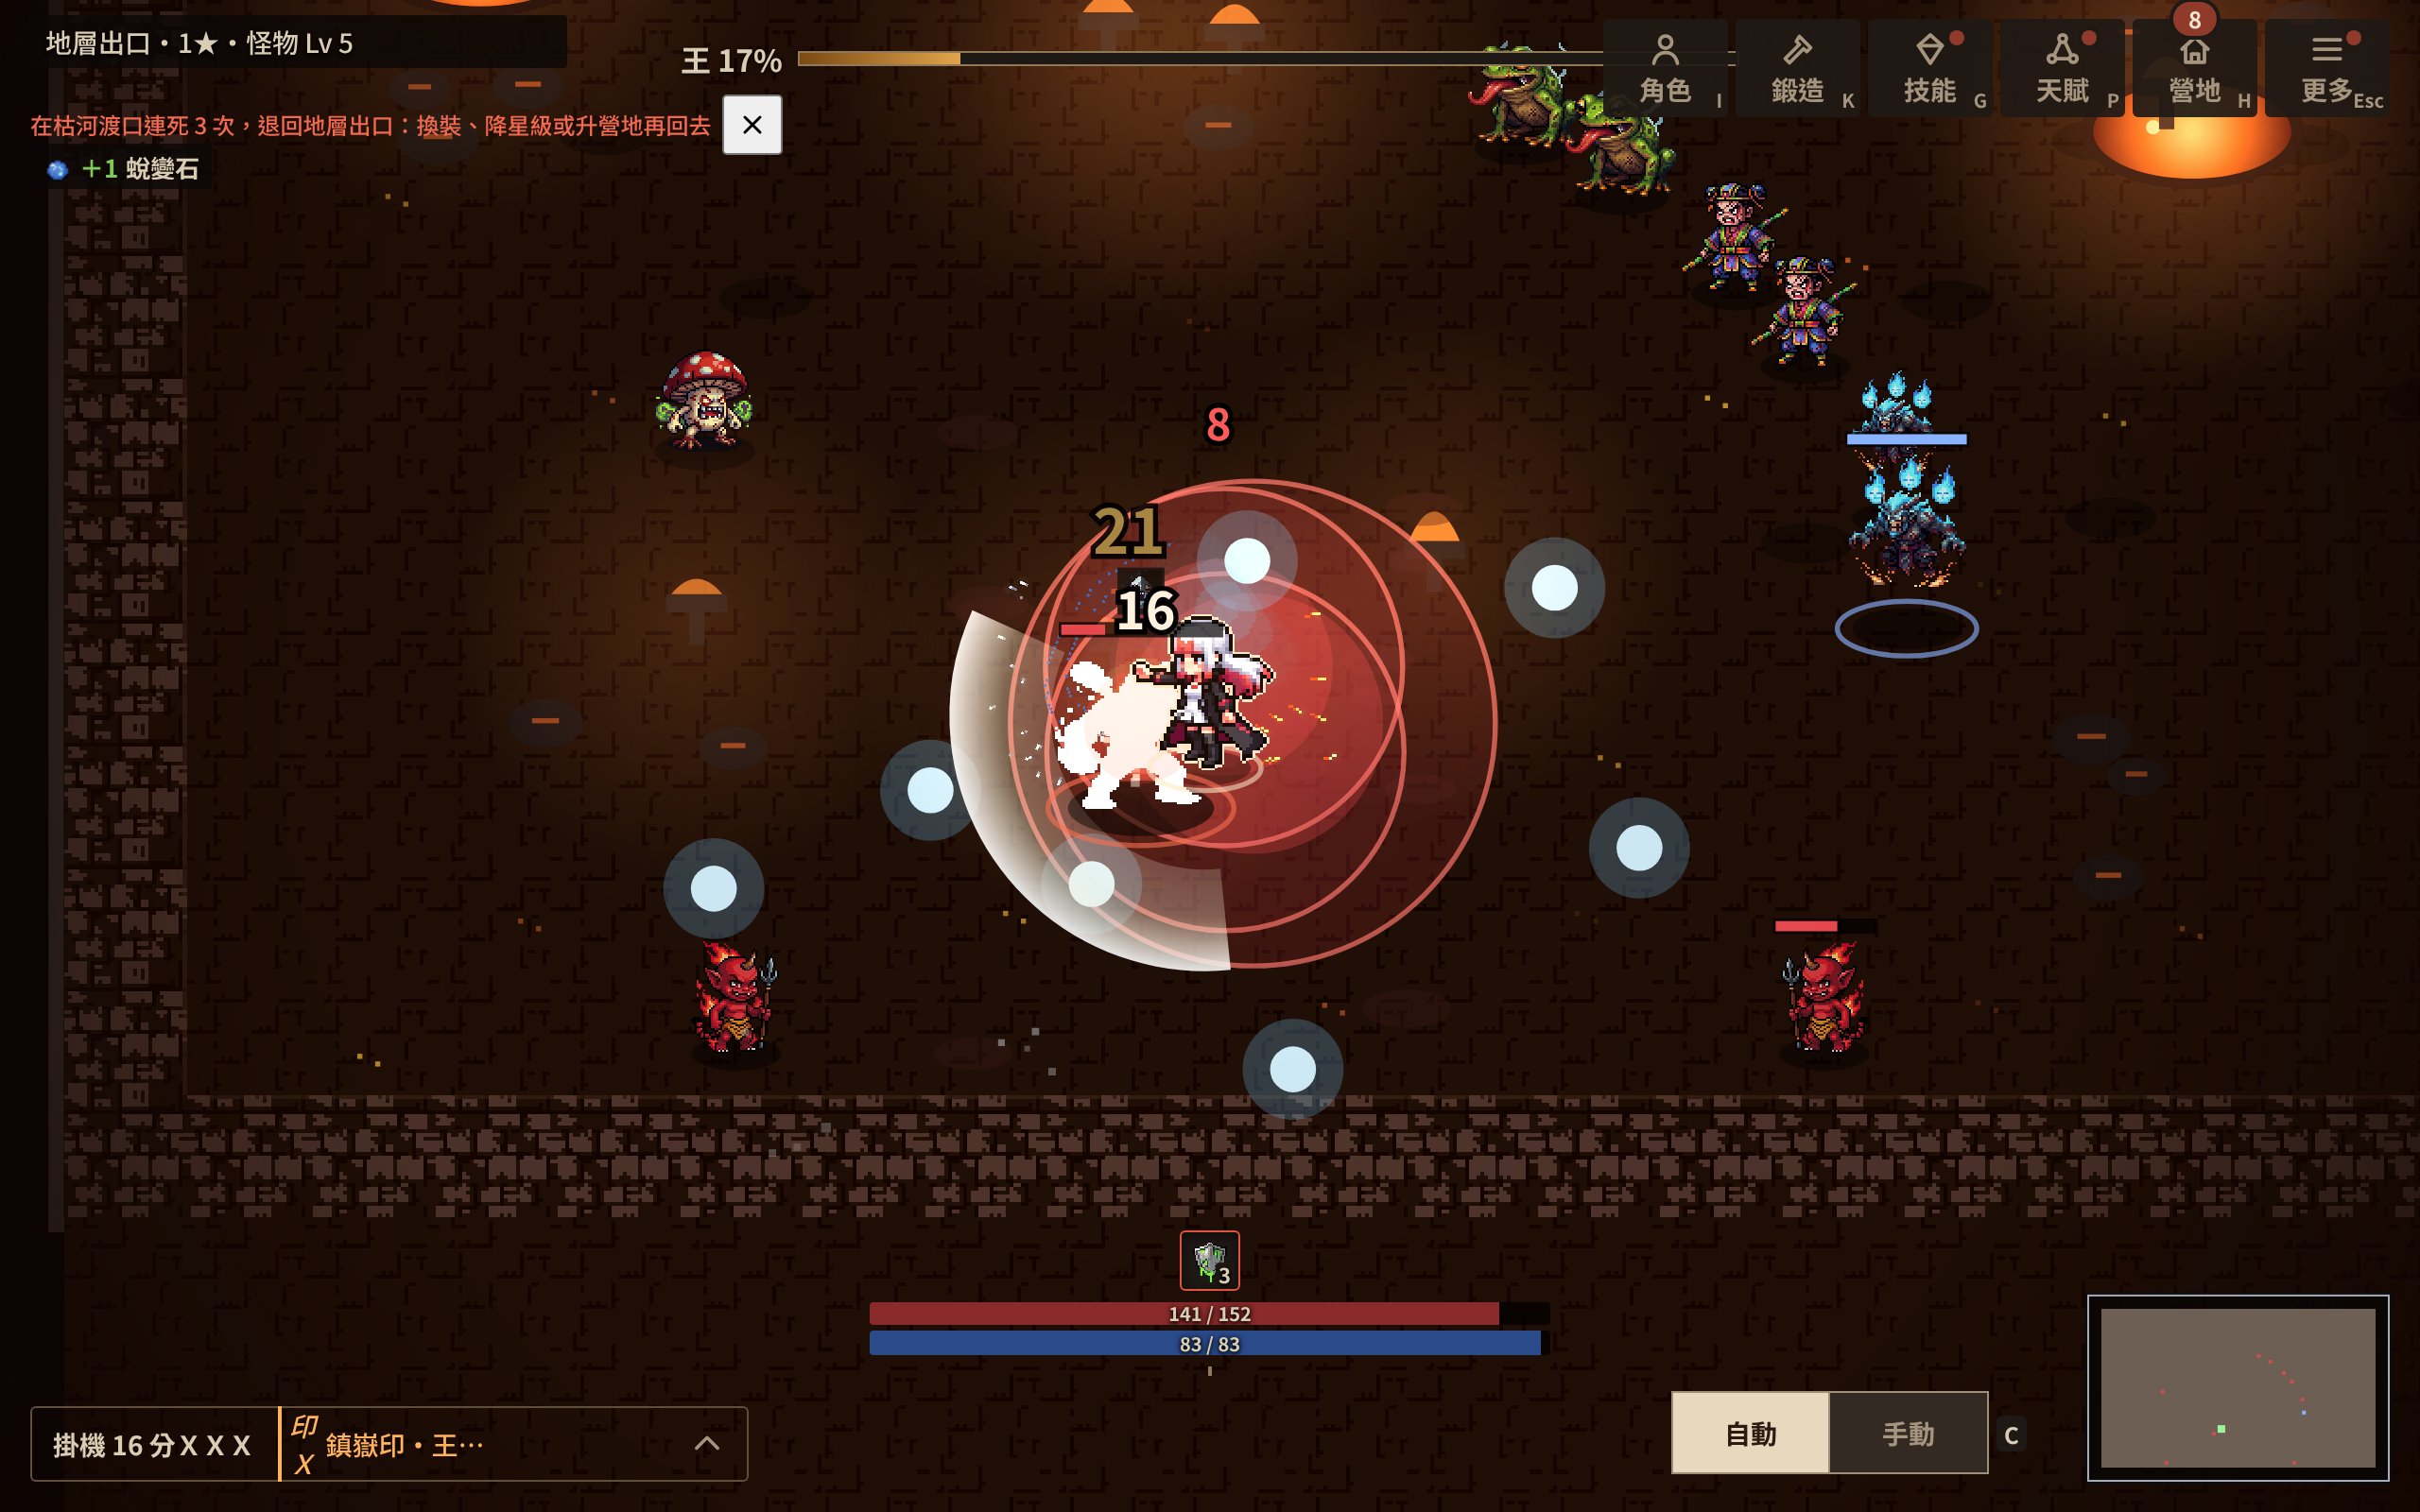 地層出口・1★・怪物 Lv 5
王 17%
角色 I
鍛造 K
技能 G
天賦 P
8
營地 H
更多 Esc
在枯河渡口連死 3 次，退回地層出口：換裝、降星級或升營地再回去
+1 蛻變石
8
21
16
3
141 / 152
83 / 83
掛機 16 分ＸＸＸ
印
X
鎮嶽印・王…
自動
手動
C